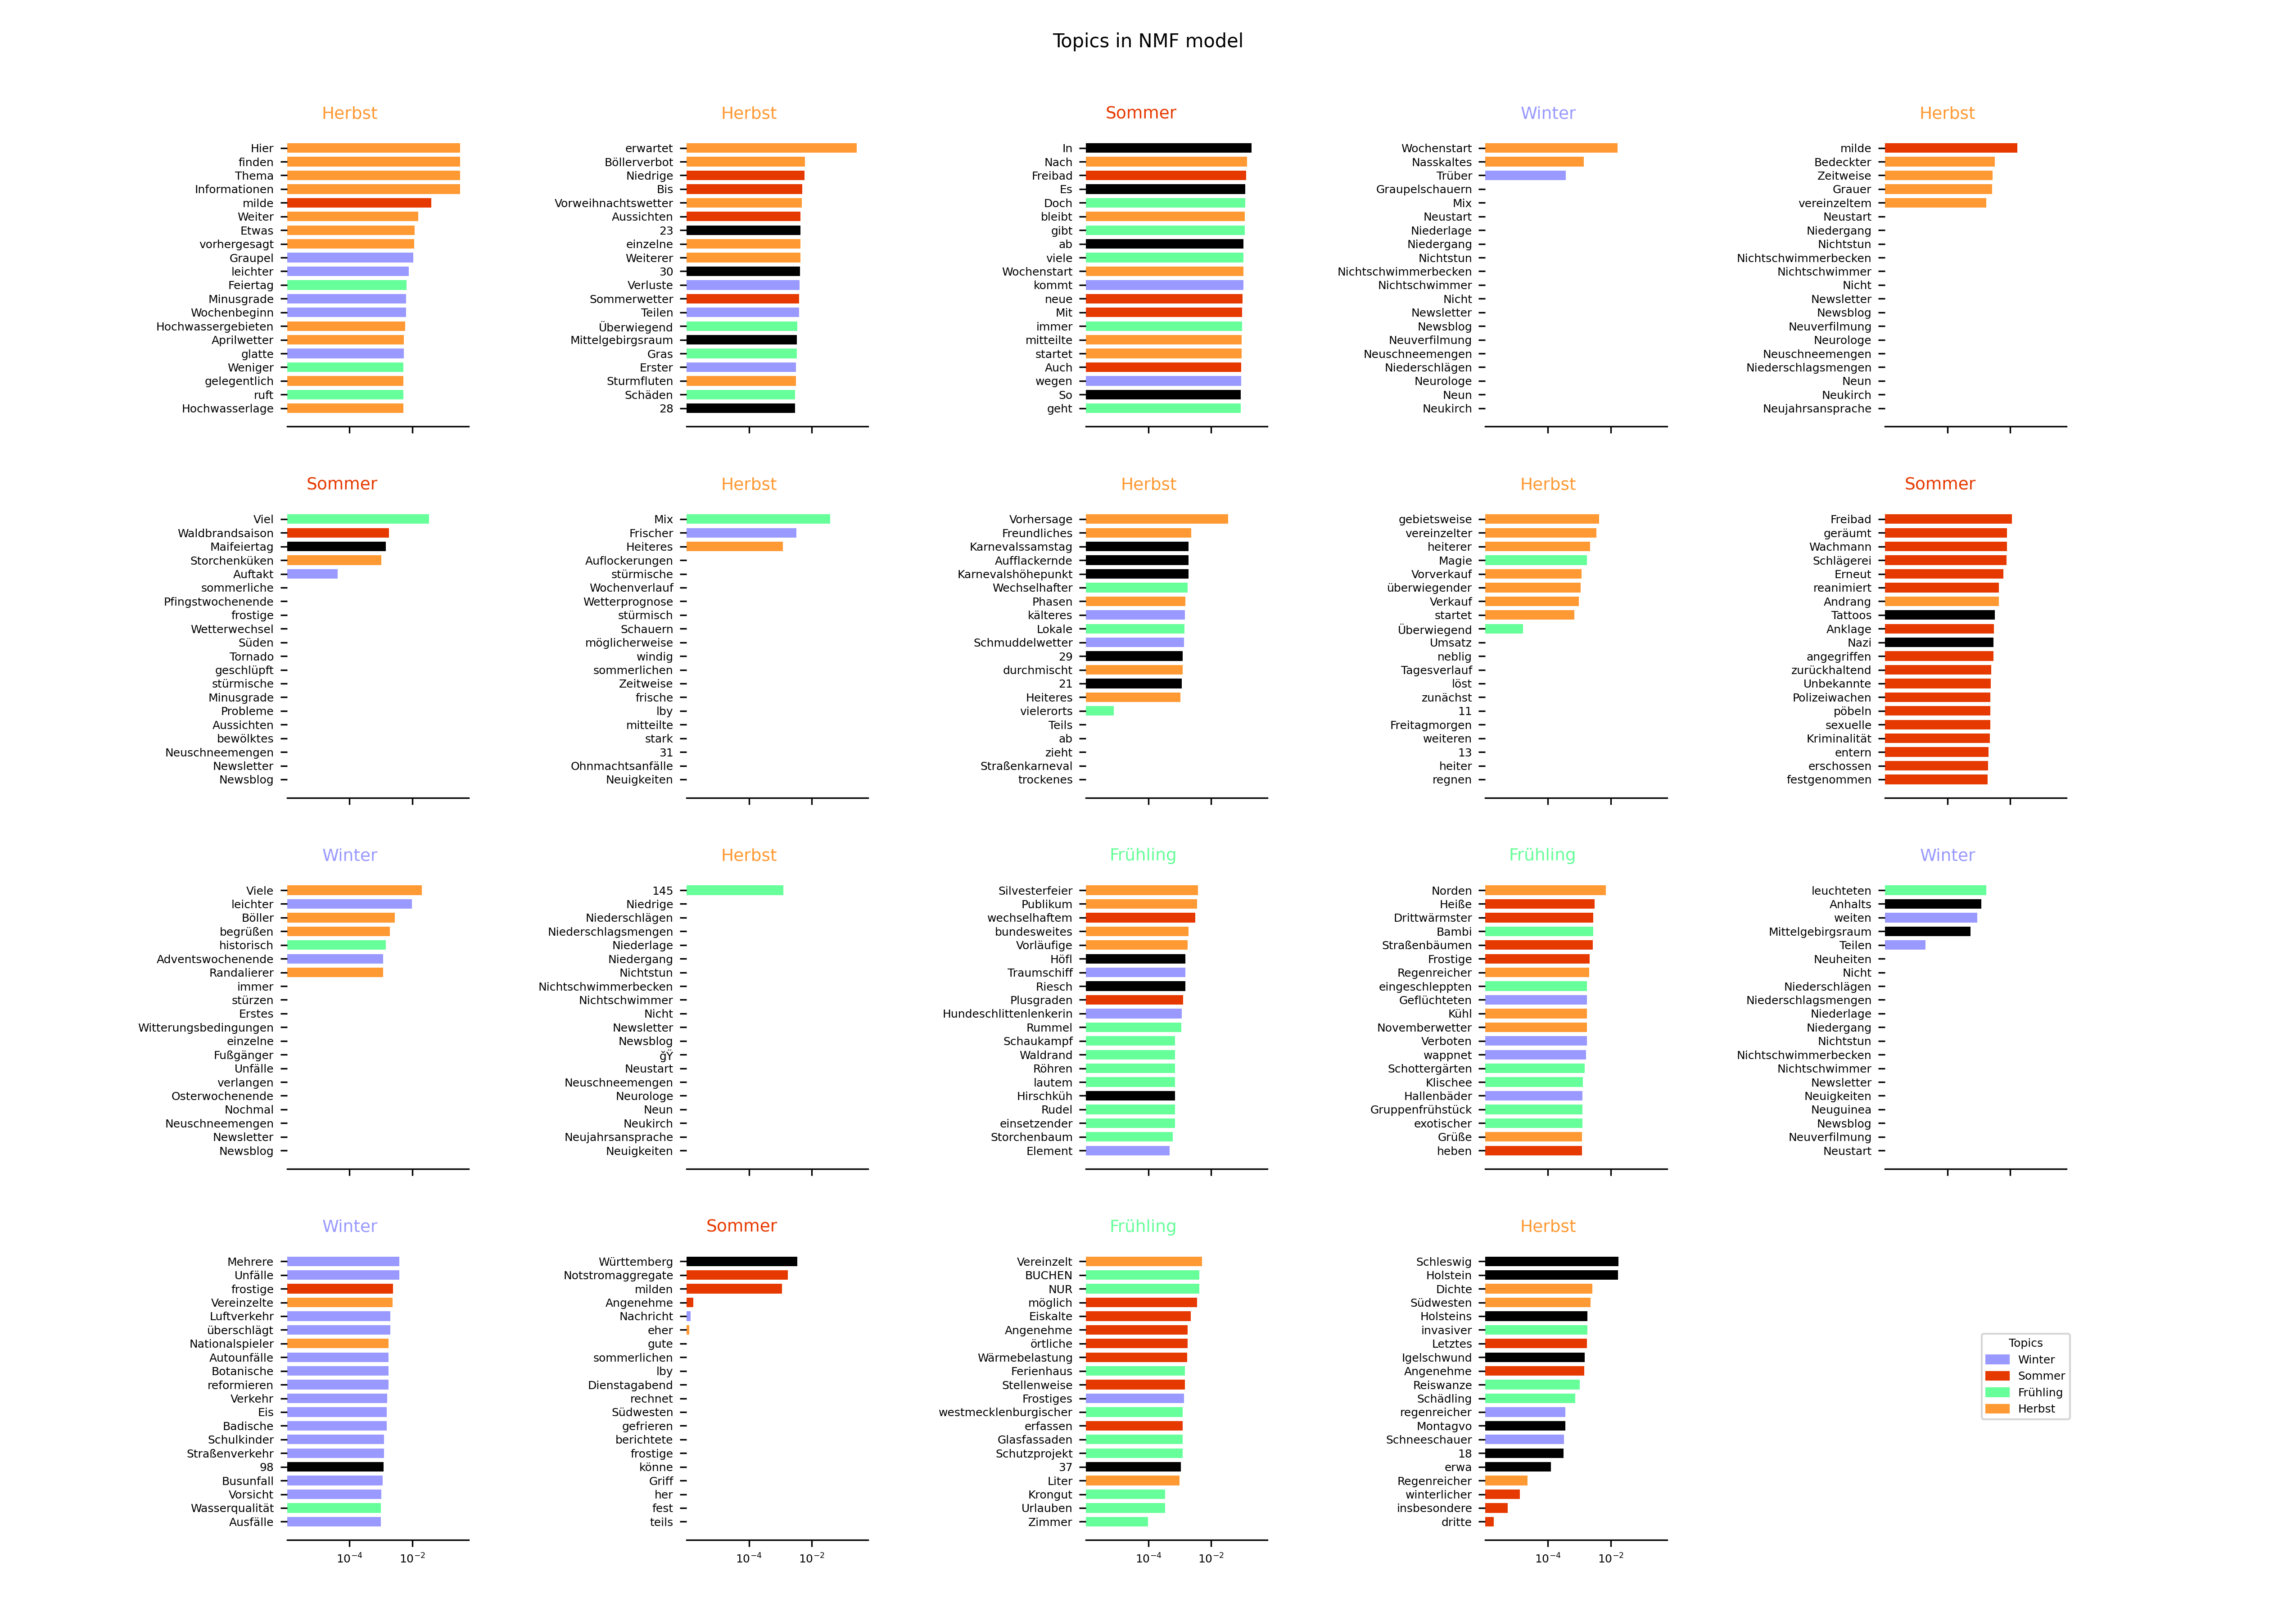 Topics in NMF model
Herbst
Hier
finden
Thema
Informationen
milde
Weiter
Etwas
vorhergesagt
Graupel
leichter
Feiertag
Minusgrade
Wochenbeginn
Hochwassergebieten
Aprilwetter
glatte
Weniger
gelegentlich
ruft
Hochwasserlage
Herbst
erwartet
Böllerverbot
Niedrige
Bis
Vorweihnachtswetter
Aussichten
23
einzelne
Weiterer
30
Verluste
Sommerwetter
Teilen
Überwiegend
Mittelgebirgsraum
Gras
Erster
Sturmfluten
Schäden
28
Sommer
In
Nach
Freibad
Es
Doch
bleibt
gibt
ab
viele
Wochenstart
kommt
neue
Mit
immer
mitteilte
startet
Auch
wegen
So
geht
Winter
Wochenstart
Nasskaltes
Trüber
Graupelschauern
Mix
Neustart
Niederlage
Niedergang
Nichtstun
Nichtschwimmerbecken
Nichtschwimmer
Nicht
Newsletter
Newsblog
Neuverfilmung
Neuschneemengen
Niederschlägen
Neurologe
Neun
Neukirch
Herbst
milde
Bedeckter
Zeitweise
Grauer
vereinzeltem
Neustart
Niedergang
Nichtstun
Nichtschwimmerbecken
Nichtschwimmer
Nicht
Newsletter
Newsblog
Neuverfilmung
Neurologe
Neuschneemengen
Niederschlagsmengen
Neun
Neukirch
Neujahrsansprache
Sommer
Viel
Waldbrandsaison
Maifeiertag
Storchenküken
Auftakt
sommerliche
Pfingstwochenende
frostige
Wetterwechsel
Süden
Tornado
geschlüpft
stürmische
Minusgrade
Probleme
Aussichten
bewölktes
Neuschneemengen
Newsletter
Newsblog
Herbst
Mix
Frischer
Heiteres
Auflockerungen
stürmische
Wochenverlauf
Wetterprognose
stürmisch
Schauern
möglicherweise
windig
sommerlichen
Zeitweise
frische
lby
mitteilte
stark
31
Ohnmachtsanfälle
Neuigkeiten
Herbst
Vorhersage
Freundliches
Karnevalssamstag
Aufflackernde
Karnevalshöhepunkt
Wechselhafter
Phasen
kälteres
Lokale
Schmuddelwetter
29
durchmischt
21
Heiteres
vielerorts
Teils
ab
zieht
Straßenkarneval
trockenes
Herbst
gebietsweise
vereinzelter
heiterer
Magie
Vorverkauf
überwiegender
Verkauf
startet
Überwiegend
Umsatz
neblig
Tagesverlauf
löst
zunächst
11
Freitagmorgen
weiteren
13
heiter
regnen
Sommer
Freibad
geräumt
Wachmann
Schlägerei
Erneut
reanimiert
Andrang
Tattoos
Anklage
Nazi
angegriffen
zurückhaltend
Unbekannte
Polizeiwachen
pöbeln
sexuelle
Kriminalität
entern
erschossen
festgenommen
Winter
Viele
leichter
Böller
begrüßen
historisch
Adventswochenende
Randalierer
immer
stürzen
Erstes
Witterungsbedingungen
einzelne
Fußgänger
Unfälle
verlangen
Osterwochenende
Nochmal
Neuschneemengen
Newsletter
Newsblog
Herbst
145
Niedrige
Niederschlägen
Niederschlagsmengen
Niederlage
Niedergang
Nichtstun
Nichtschwimmerbecken
Nichtschwimmer
Nicht
Newsletter
Newsblog
ğŸ
Neustart
Neuschneemengen
Neurologe
Neun
Neukirch
Neujahrsansprache
Neuigkeiten
Frühling
Silvesterfeier
Publikum
wechselhaftem
bundesweites
Vorläufige
Höfl
Traumschiff
Riesch
Plusgraden
Hundeschlittenlenkerin
Rummel
Schaukampf
Waldrand
Röhren
lautem
Hirschküh
Rudel
einsetzender
Storchenbaum
Element
Frühling
Norden
Heiße
Drittwärmster
Bambi
Straßenbäumen
Frostige
Regenreicher
eingeschleppten
Geflüchteten
Kühl
Novemberwetter
Verboten
wappnet
Schottergärten
Klischee
Hallenbäder
Gruppenfrühstück
exotischer
Grüße
heben
Winter
leuchteten
Anhalts
weiten
Mittelgebirgsraum
Teilen
Neuheiten
Nicht
Niederschlägen
Niederschlagsmengen
Niederlage
Niedergang
Nichtstun
Nichtschwimmerbecken
Nichtschwimmer
Newsletter
Neuigkeiten
Neuguinea
Newsblog
Neuverfilmung
Neustart
Winter
Mehrere
Unfälle
frostige
Vereinzelte
Luftverkehr
überschlägt
Nationalspieler
Autounfälle
Botanische
reformieren
Verkehr
Eis
Badische
Schulkinder
Straßenverkehr
98
Busunfall
Vorsicht
Wasserqualität
Ausfälle
10⁻⁴ 10⁻²
Sommer
Württemberg
Notstromaggregate
milden
Angenehme
Nachricht
eher
gute
sommerlichen
lby
Dienstagabend
rechnet
Südwesten
gefrieren
berichtete
frostige
könne
Griff
her
fest
teils
10⁻⁴ 10⁻²
Frühling
Vereinzelt
BUCHEN
NUR
möglich
Eiskalte
Angenehme
örtliche
Wärmebelastung
Ferienhaus
Stellenweise
Frostiges
westmecklenburgischer
erfassen
Glasfassaden
Schutzprojekt
37
Liter
Krongut
Urlauben
Zimmer
10⁻⁴ 10⁻²
Herbst
Schleswig
Holstein
Dichte
Südwesten
Holsteins
invasiver
Letztes
Igelschwund
Angenehme
Reiswanze
Schädling
regenreicher
Montagvo
Schneeschauer
18
erwa
Regenreicher
winterlicher
insbesondere
dritte
10⁻⁴ 10⁻²
Topics
Winter
Sommer
Frühling
Herbst